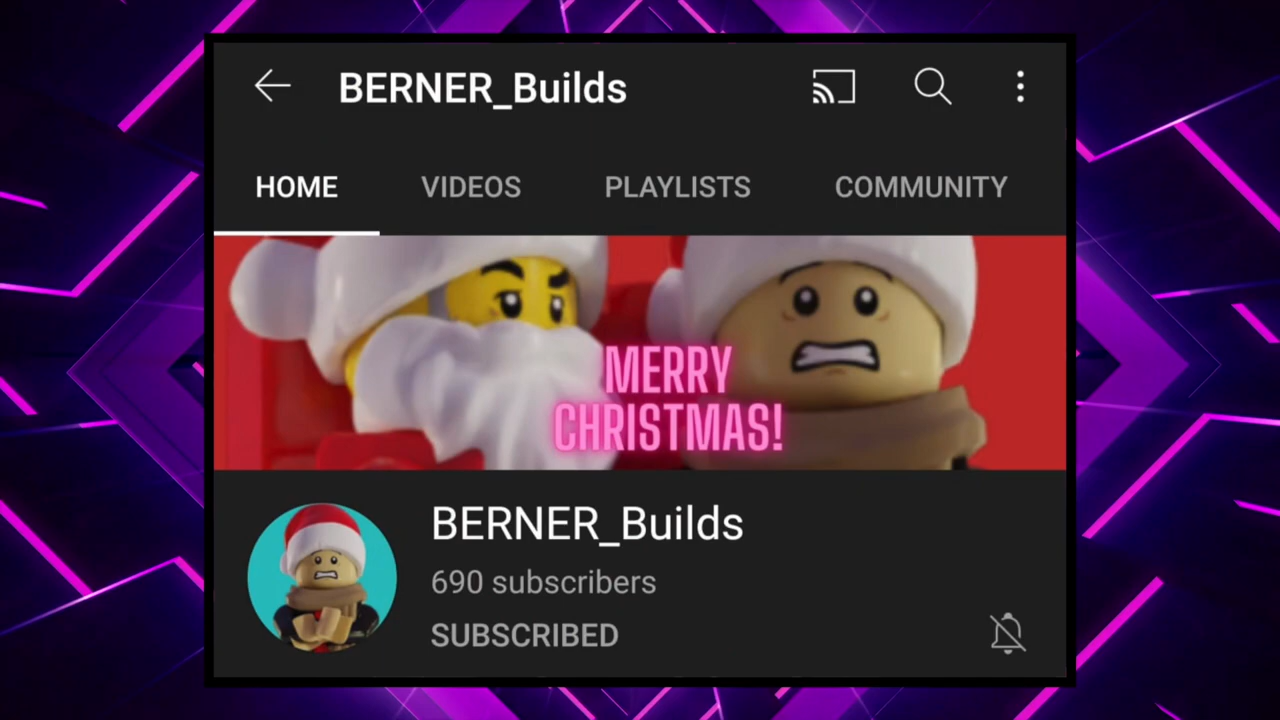 BERNER_Builds
HOME VIDEOS PLAYLISTS COMMUNITY
MERRY
CHRISTMAS!
BERNER_Builds
690 subscribers
SUBSCRIBED